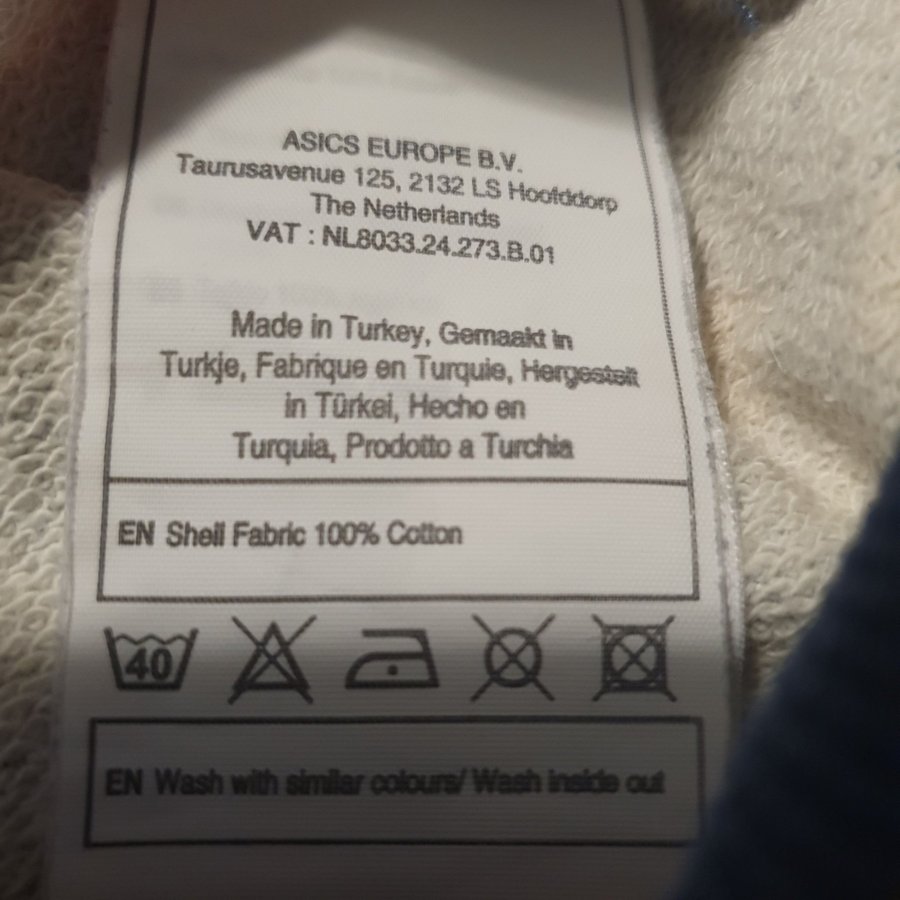 ASICS EUROPE B.V.
Taurusavenue 125, 2132 LS Hoofddorp
The Netherlands
VAT : NL8033.24.273.B.01
Made in Turkey, Gemaakt in
Turkije, Fabriqué en Turquie, Hergestellt
in Türkei, Hecho en
Turquia, Prodotto a Turchia
EN Shell Fabric 100% Cotton
40
EN Wash with similar colours/ Wash inside out